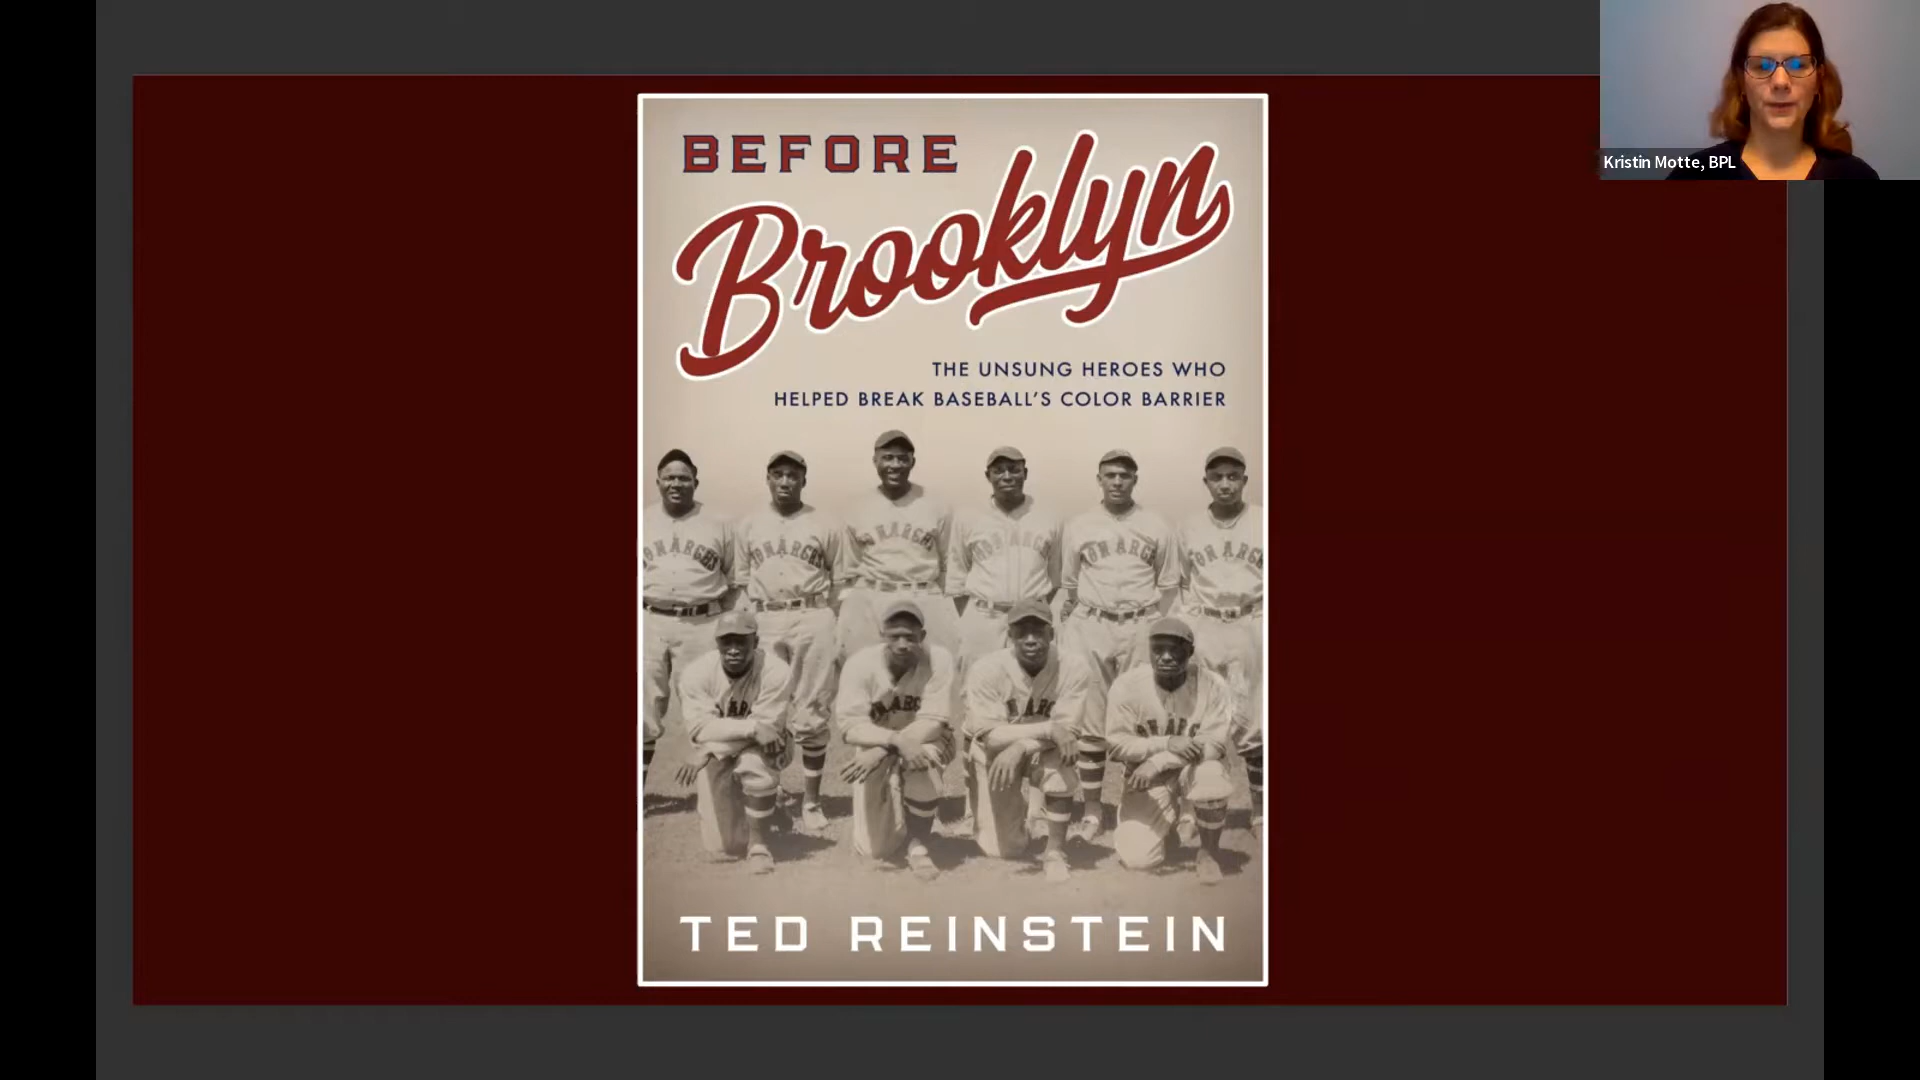 BEFORE
Brooklyn
THE UNSUNG HEROES WHO
HELPED BREAK BASEBALL'S COLOR BARRIER
TED REINSTEIN
Kristin Motte, BPL